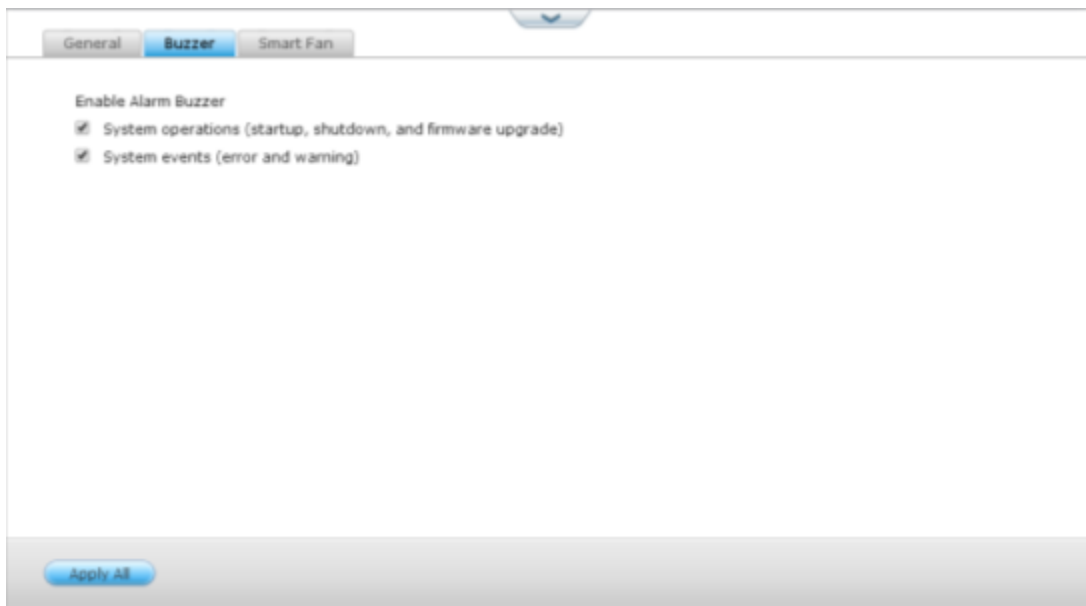 General Buzzer Smart Fan
Enable Alarm Buzzer
System operations (startup, shutdown, and firmware upgrade)
System events (error and warning)
Apply All